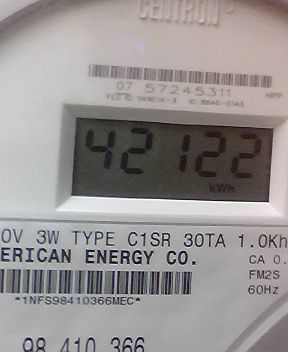 CENTRON®
07 57245311
42122
kWh
0V 3W TYPE C1SR 30TA 1.0Kh
ERICAN ENERGY CO.
CA 0.
FM2S
*1NFS98410366MEC*
60Hz
98 410 366